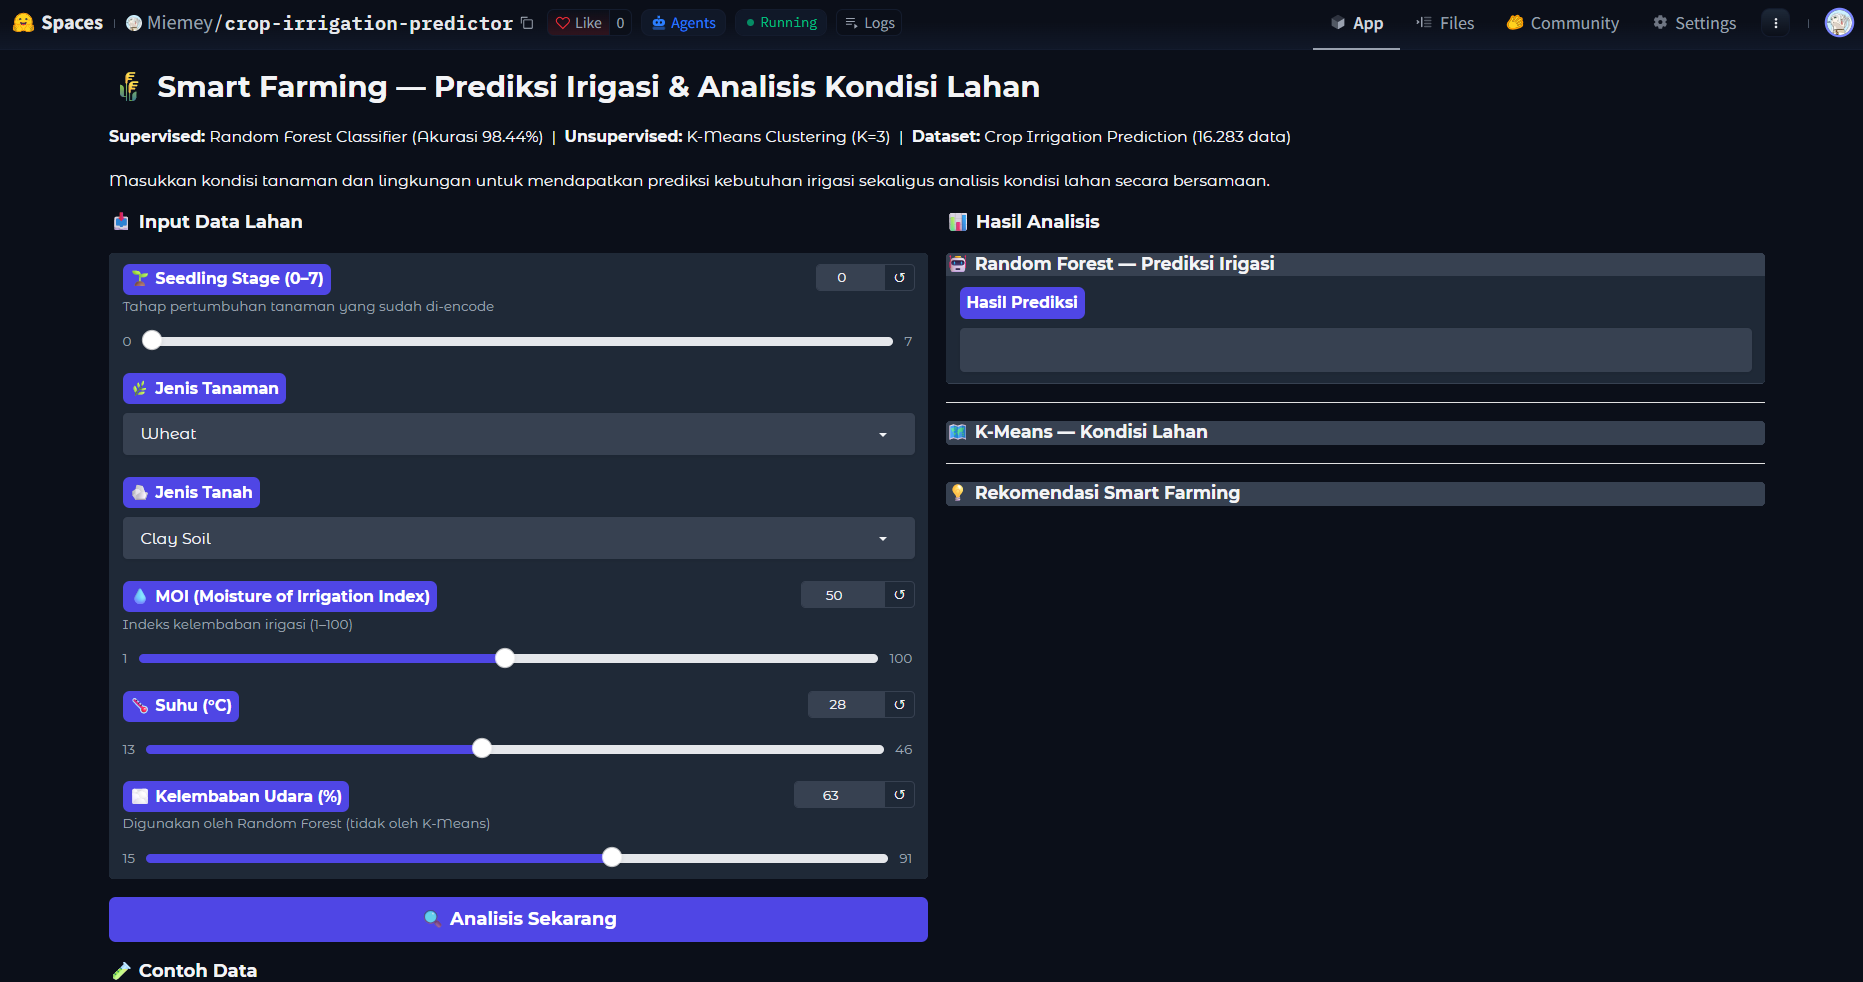 Spaces
Miemey/crop-irrigation-predictor
Like 0
Agents
Running
Logs
App
Files
Community
Settings
Smart Farming — Prediksi Irigasi & Analisis Kondisi Lahan
Supervised: Random Forest Classifier (Akurasi 98.44%) | Unsupervised: K-Means Clustering (K=3) | Dataset: Crop Irrigation Prediction (16.283 data)
Masukkan kondisi tanaman dan lingkungan untuk mendapatkan prediksi kebutuhan irigasi sekaligus analisis kondisi lahan secara bersamaan.
Input Data Lahan
Seedling Stage (0–7)
0
Tahap pertumbuhan tanaman yang sudah di-encode
0
7
Jenis Tanaman
Wheat
Jenis Tanah
Clay Soil
MOI (Moisture of Irrigation Index)
50
Indeks kelembaban irigasi (1–100)
1
100
Suhu (°C)
28
13
46
Kelembaban Udara (%)
63
Digunakan oleh Random Forest (tidak oleh K-Means)
15
91
Analisis Sekarang
Contoh Data
Hasil Analisis
Random Forest — Prediksi Irigasi
Hasil Prediksi
K-Means — Kondisi Lahan
Rekomendasi Smart Farming